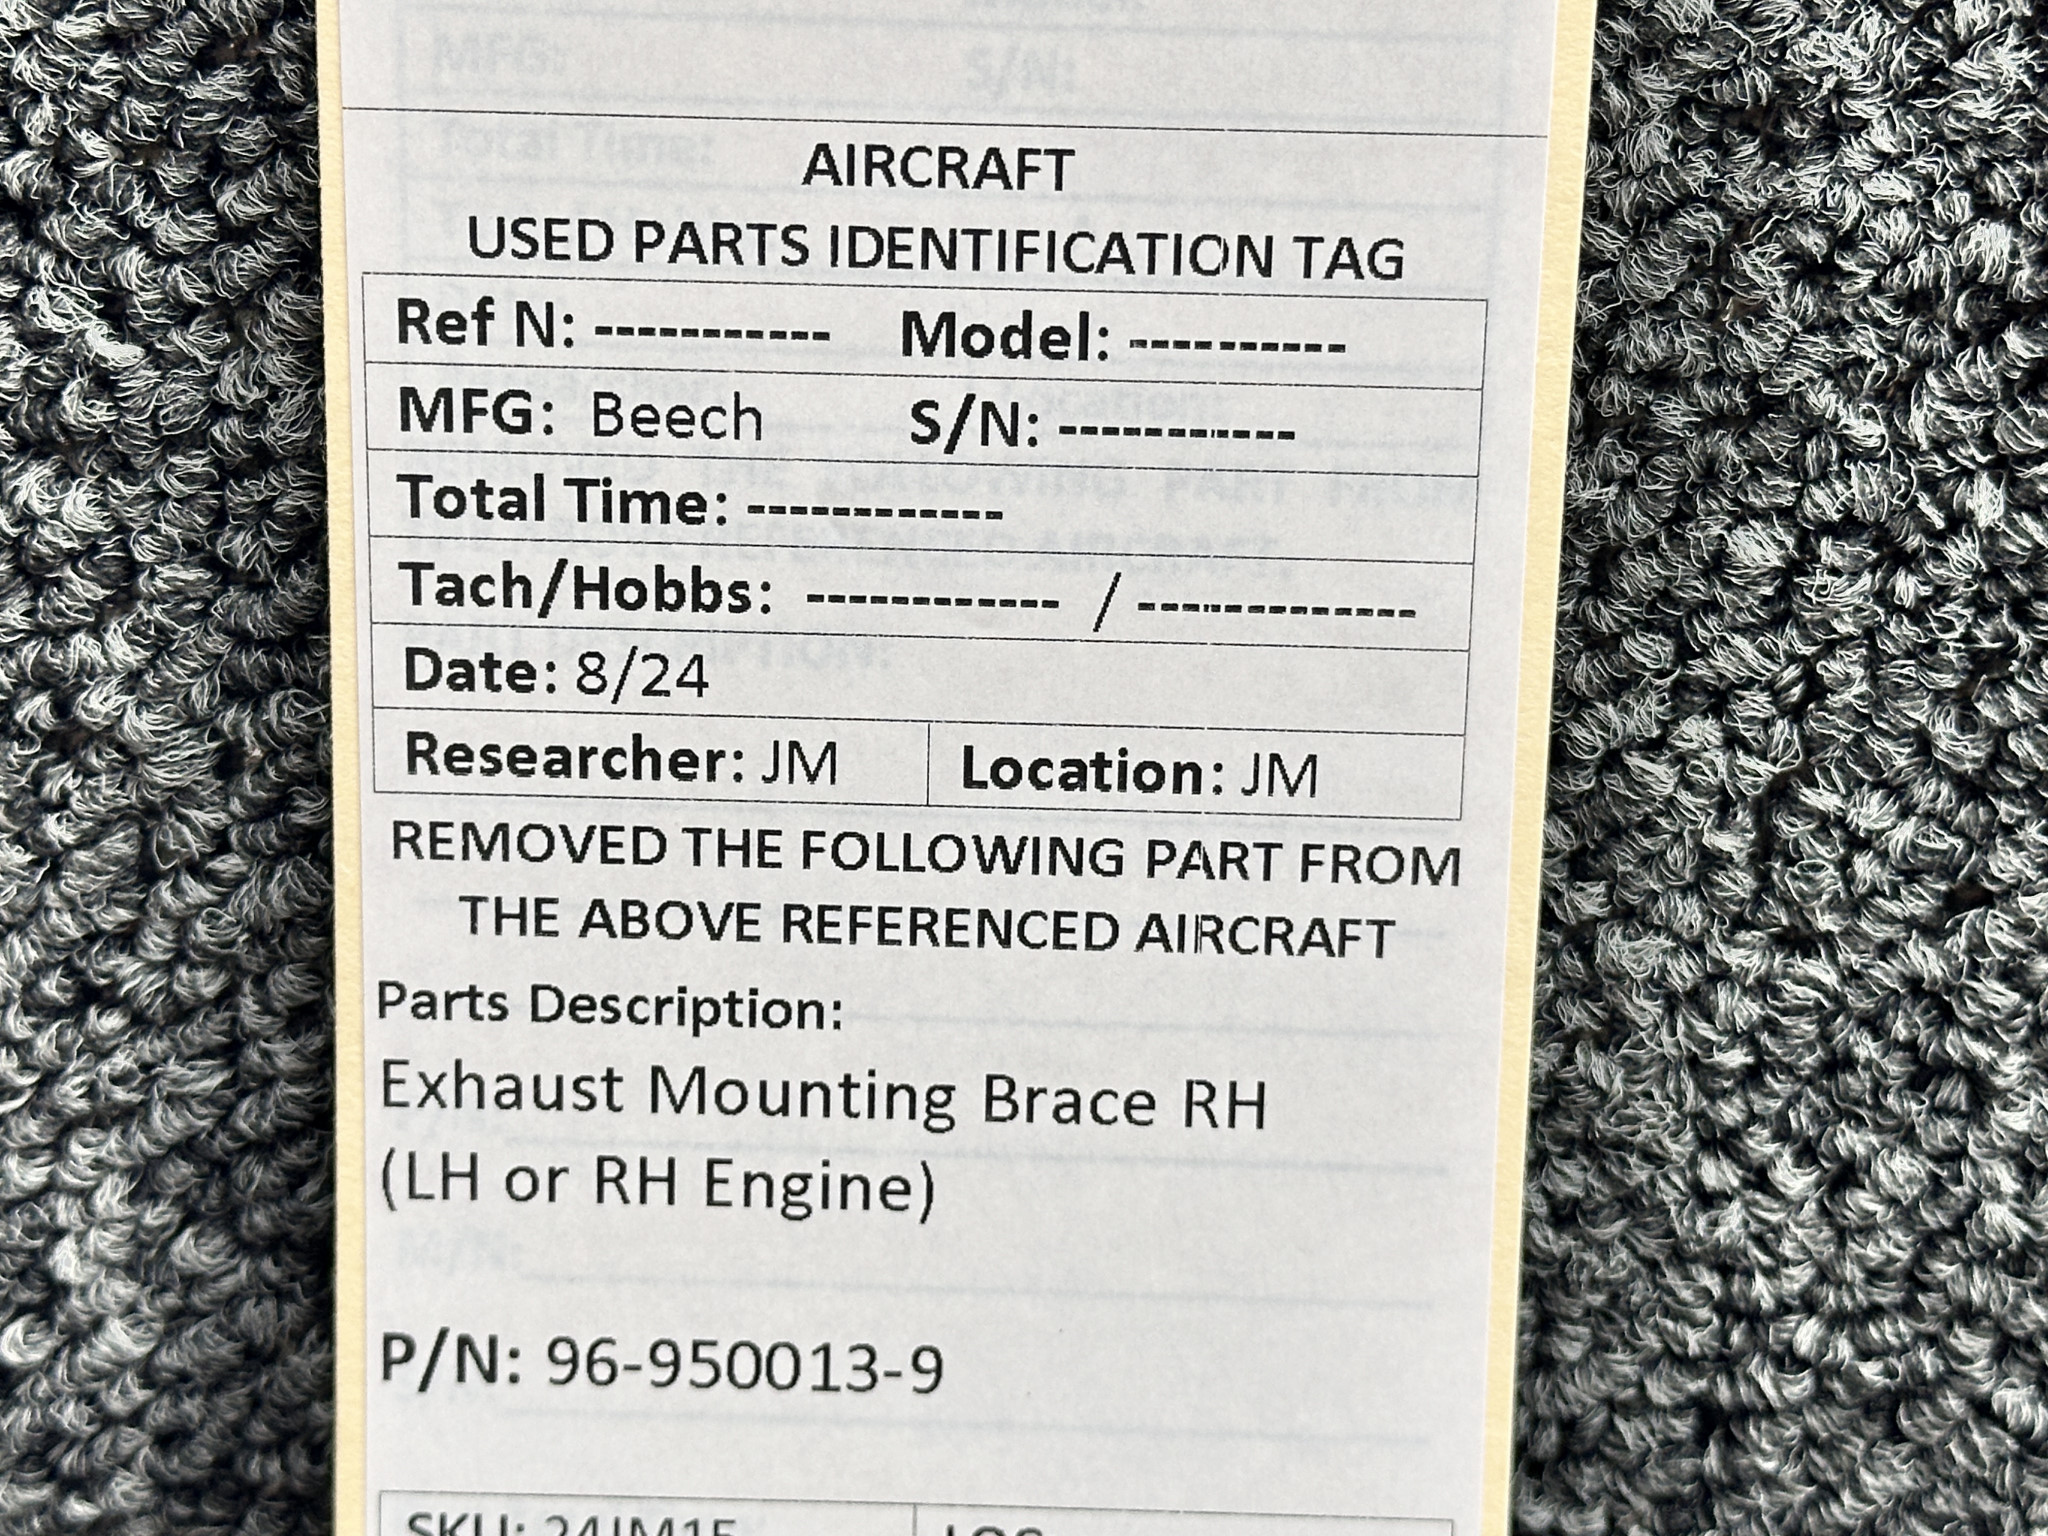 AIRCRAFT
USED PARTS IDENTIFICATION TAG
Ref N: ----------- Model: ----------
MFG: Beech S/N: -----------
Total Time: ------------
Tach/Hobbs: ------------ / -------------
Date: 8/24
Researcher: JM Location: JM
REMOVED THE FOLLOWING PART FROM
THE ABOVE REFERENCED AIRCRAFT
Parts Description:
Exhaust Mounting Brace RH
(LH or RH Engine)
P/N: 96-950013-9
SKU: